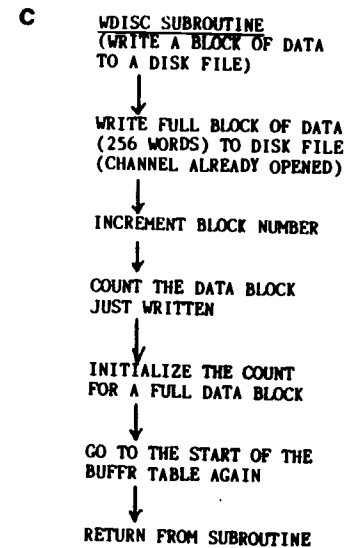 C
WDISC SUBROUTINE
(WRITE A BLOCK OF DATA
TO A DISK FILE)
WRITE FULL BLOCK OF DATA
(256 WORDS) TO DISK FILE
(CHANNEL ALREADY OPENED)
INCREMENT BLOCK NUMBER
COUNT THE DATA BLOCK
JUST WRITTEN
INITIALIZE THE COUNT
FOR A FULL DATA BLOCK
GO TO THE START OF THE
BUFFR TABLE AGAIN
RETURN FROM SUBROUTINE